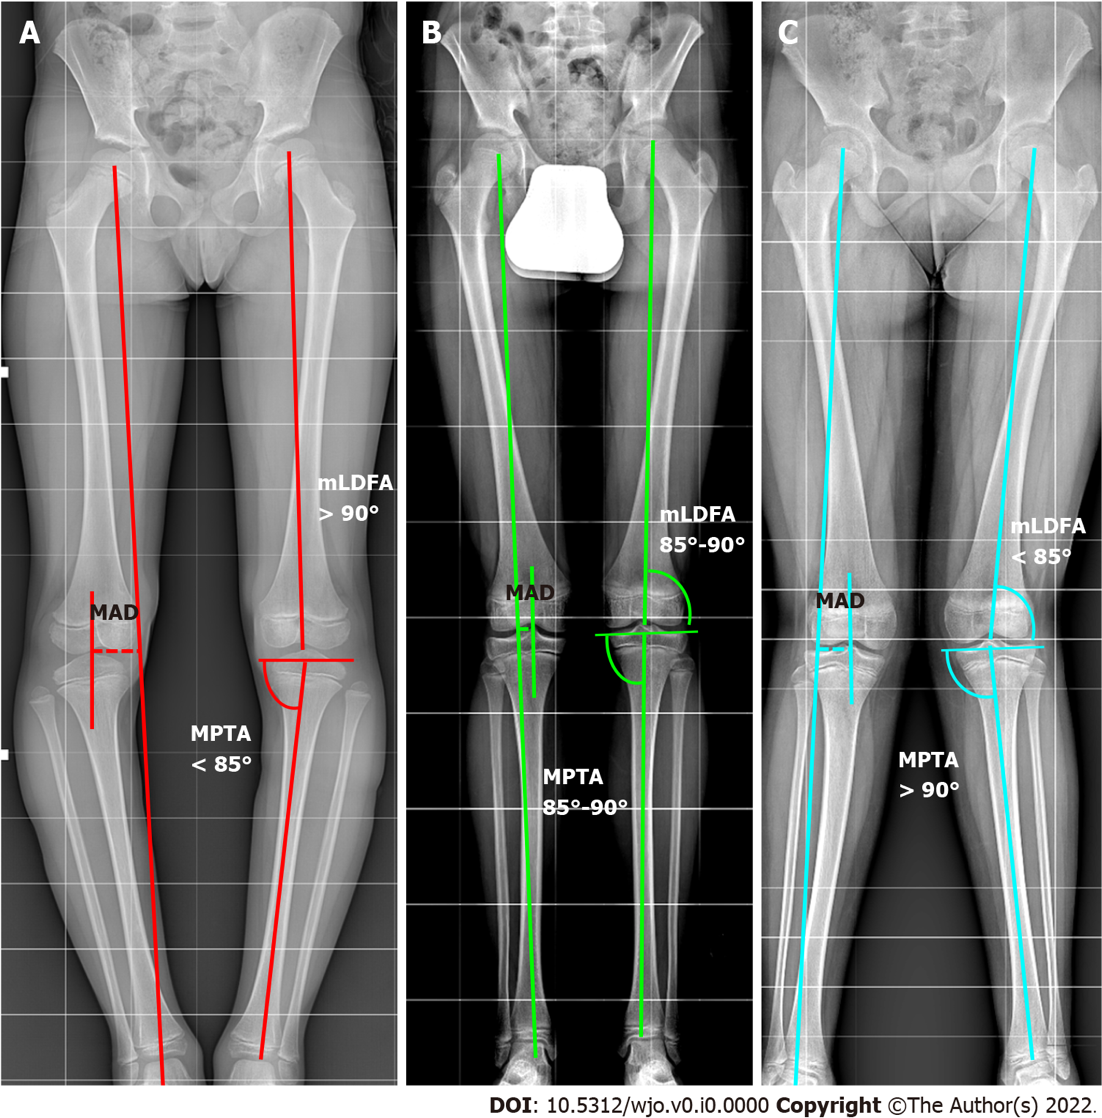 A
mLDFA
> 90°
MAD
MPTA
< 85°
B
mLDFA
85°-90°
MAD
MPTA
85°-90°
C
mLDFA
< 85°
MAD
MPTA
> 90°
DOI: 10.5312/wjo.v0.i0.0000 Copyright ©The Author(s) 2022.